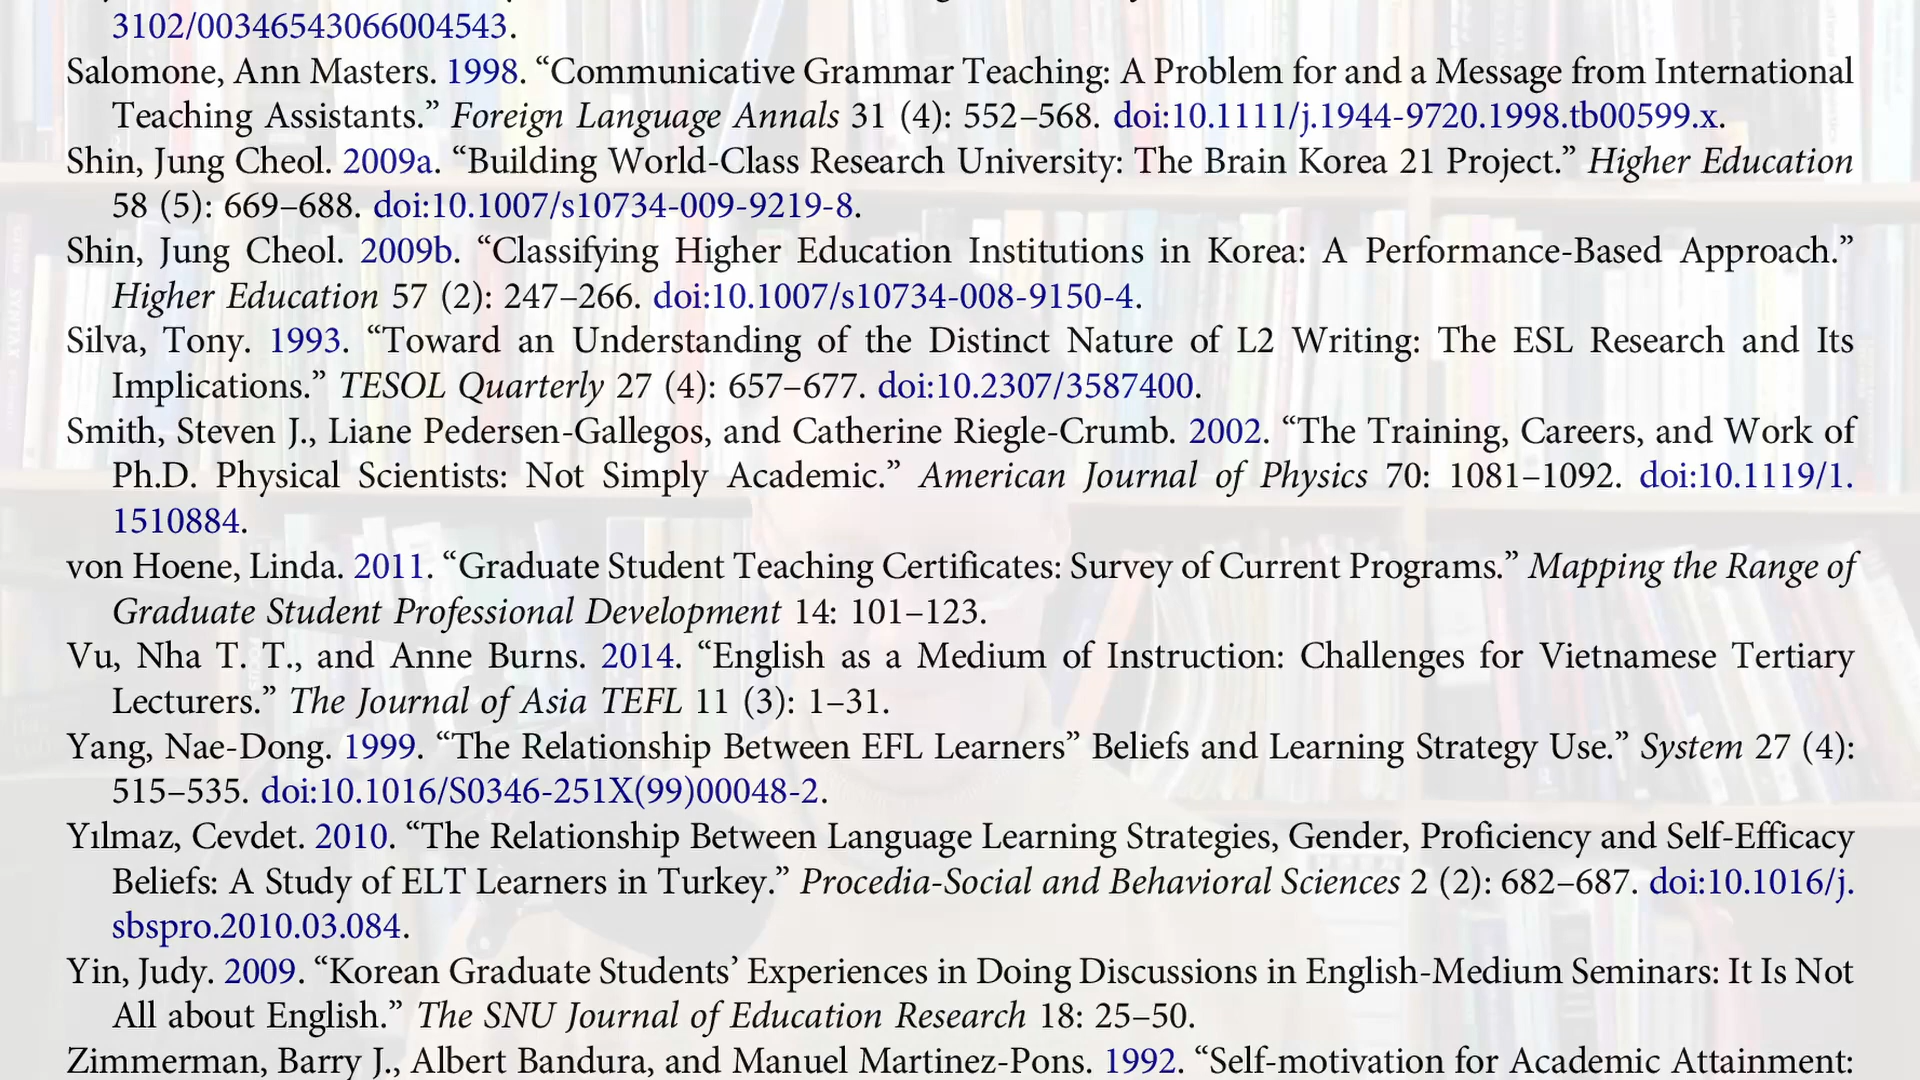 3102/00346543066004543.
Salomone, Ann Masters. 1998. “Communicative Grammar Teaching: A Problem for and a Message from International
Teaching Assistants.” Foreign Language Annals 31 (4): 552–568. doi:10.1111/j.1944-9720.1998.tb00599.x.
Shin, Jung Cheol. 2009a. “Building World-Class Research University: The Brain Korea 21 Project.” Higher Education
58 (5): 669–688. doi:10.1007/s10734-009-9219-8.
Shin, Jung Cheol. 2009b. “Classifying Higher Education Institutions in Korea: A Performance-Based Approach.”
Higher Education 57 (2): 247–266. doi:10.1007/s10734-008-9150-4.
Silva, Tony. 1993. “Toward an Understanding of the Distinct Nature of L2 Writing: The ESL Research and Its
Implications.” TESOL Quarterly 27 (4): 657–677. doi:10.2307/3587400.
Smith, Steven J., Liane Pedersen-Gallegos, and Catherine Riegle-Crumb. 2002. “The Training, Careers, and Work of
Ph.D. Physical Scientists: Not Simply Academic.” American Journal of Physics 70: 1081–1092. doi:10.1119/1.
1510884.
von Hoene, Linda. 2011. “Graduate Student Teaching Certificates: Survey of Current Programs.” Mapping the Range of
Graduate Student Professional Development 14: 101–123.
Vu, Nha T. T., and Anne Burns. 2014. “English as a Medium of Instruction: Challenges for Vietnamese Tertiary
Lecturers.” The Journal of Asia TEFL 11 (3): 1–31.
Yang, Nae-Dong. 1999. “The Relationship Between EFL Learners” Beliefs and Learning Strategy Use.” System 27 (4):
515–535. doi:10.1016/S0346-251X(99)00048-2.
Yılmaz, Cevdet. 2010. “The Relationship Between Language Learning Strategies, Gender, Proficiency and Self-Efficacy
Beliefs: A Study of ELT Learners in Turkey.” Procedia-Social and Behavioral Sciences 2 (2): 682–687. doi:10.1016/j.
sbspro.2010.03.084.
Yin, Judy. 2009. “Korean Graduate Students’ Experiences in Doing Discussions in English-Medium Seminars: It Is Not
All about English.” The SNU Journal of Education Research 18: 25–50.
Zimmerman, Barry J., Albert Bandura, and Manuel Martinez-Pons. 1992. “Self-motivation for Academic Attainment: